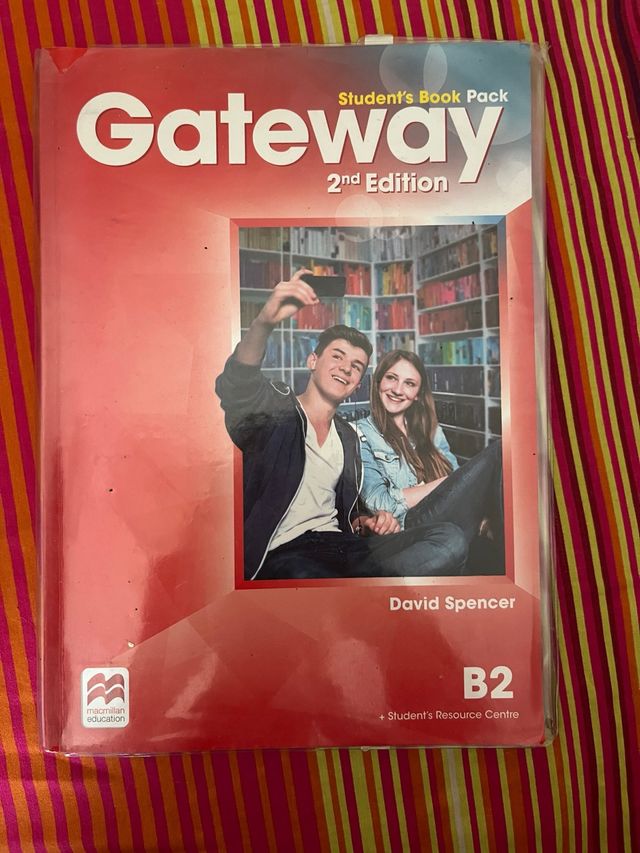 Student's Book Pack
Gateway
2nd Edition
David Spencer
B2
+ Student's Resource Centre
macmillan
education